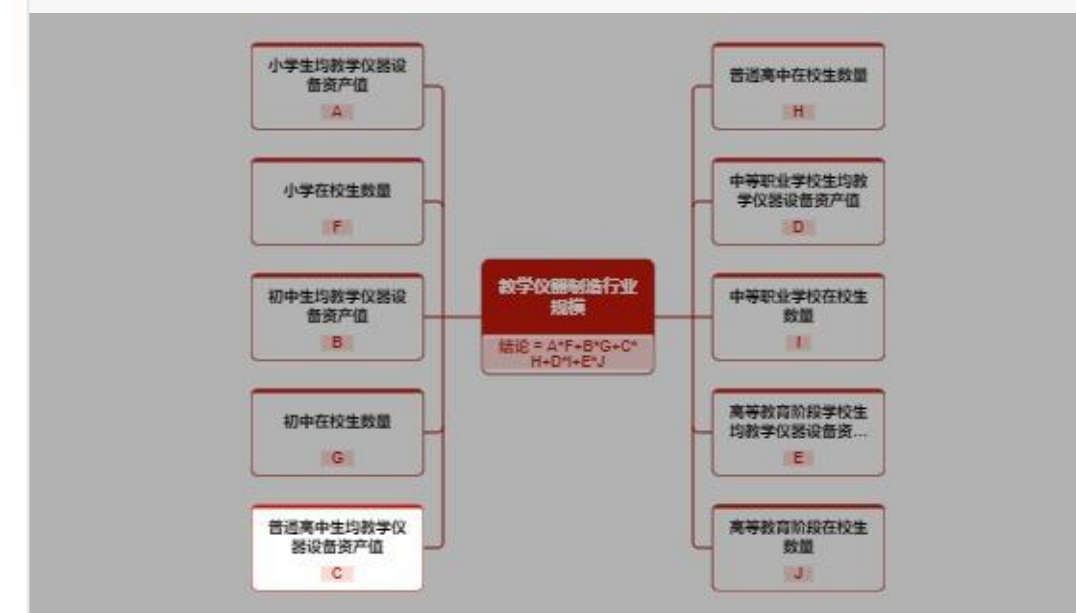 小学生均教学仪器设
备资产值
A
小学在校生数量
F
初中生均教学仪器设
备资产值
B
初中在校生数量
G
普通高中生均教学仪
器设备资产值
C
教学仪器制造行业
规模
结论 = A*F+B*G+C*
H+D*I+E*J
普通高中在校生数量
H
中等职业学校生均教
学仪器设备资产值
D
中等职业学校在校生
数量
I
高等教育阶段学校生
均教学仪器设备资...
E
高等教育阶段在校生
数量
J